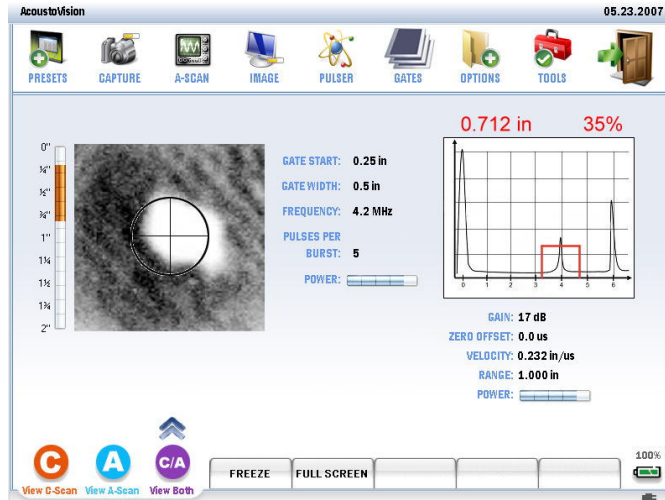 AcoustoVision 05.23.2007
PRESETS CAPTURE A-SCAN IMAGE PULSER GATES OPTIONS TOOLS
0.712 in 35%
0"
¼"
½"
¾"
1"
1¼
1½
1¾
2"
GATE START: 0.25 in
GATE WIDTH: 0.5 in
FREQUENCY: 4.2 MHz
PULSES PER
BURST: 5
POWER:
0 1 2 3 4 5 6
GAIN: 17 dB
ZERO OFFSET: 0.0 us
VELOCITY: 0.232 in/us
RANGE: 1.000 in
POWER:
C A C/A
View C-Scan View A-Scan View Both
FREEZE FULL SCREEN
100%